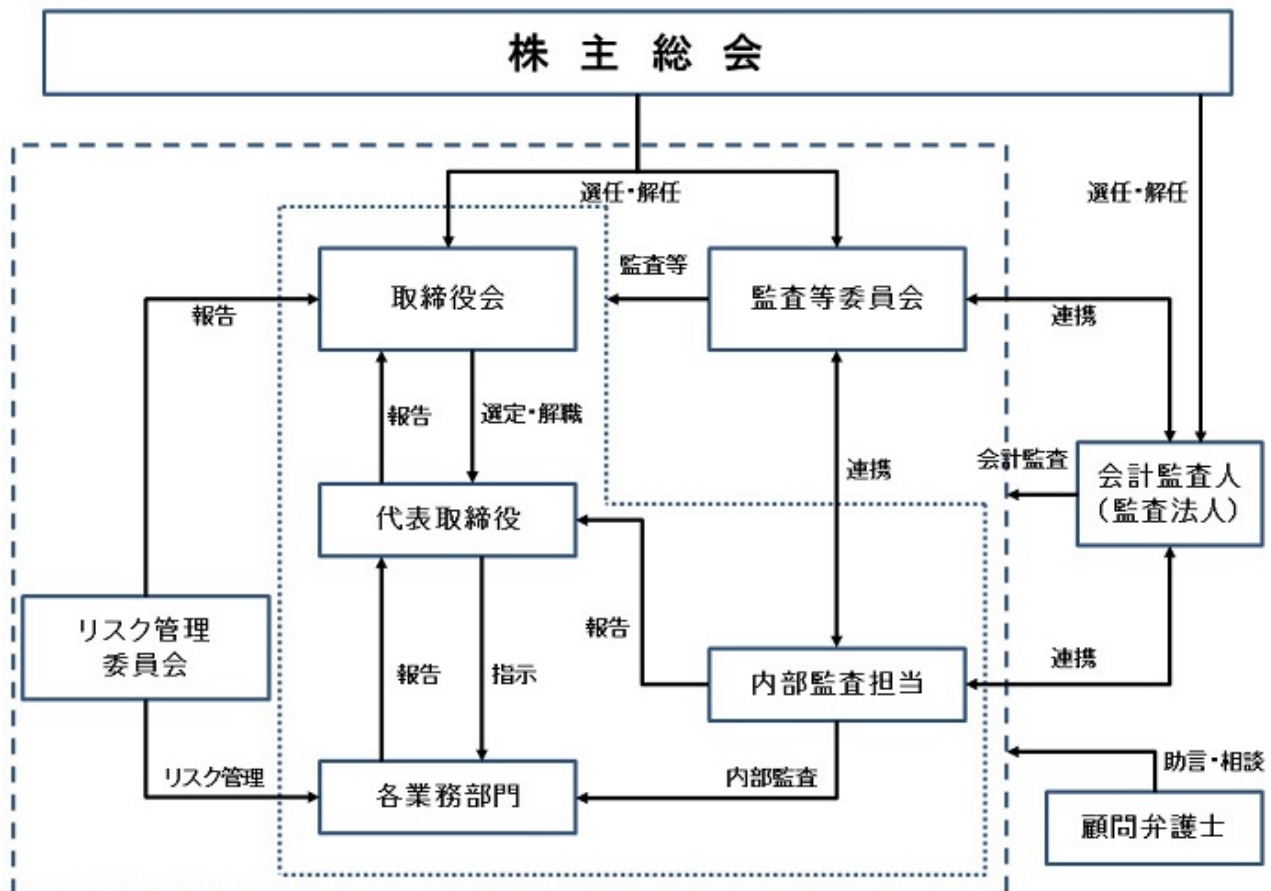 株主総会
選任・解任
選任・解任
監査等
取締役会
監査等委員会
報告
連携
報告
選定・解職
連携
会計監査
会計監査人
（監査法人）
代表取締役
リスク管理
委員会
報告
報告
指示
内部監査担当
連携
リスク管理
各業務部門
内部監査
助言・相談
顧問弁護士